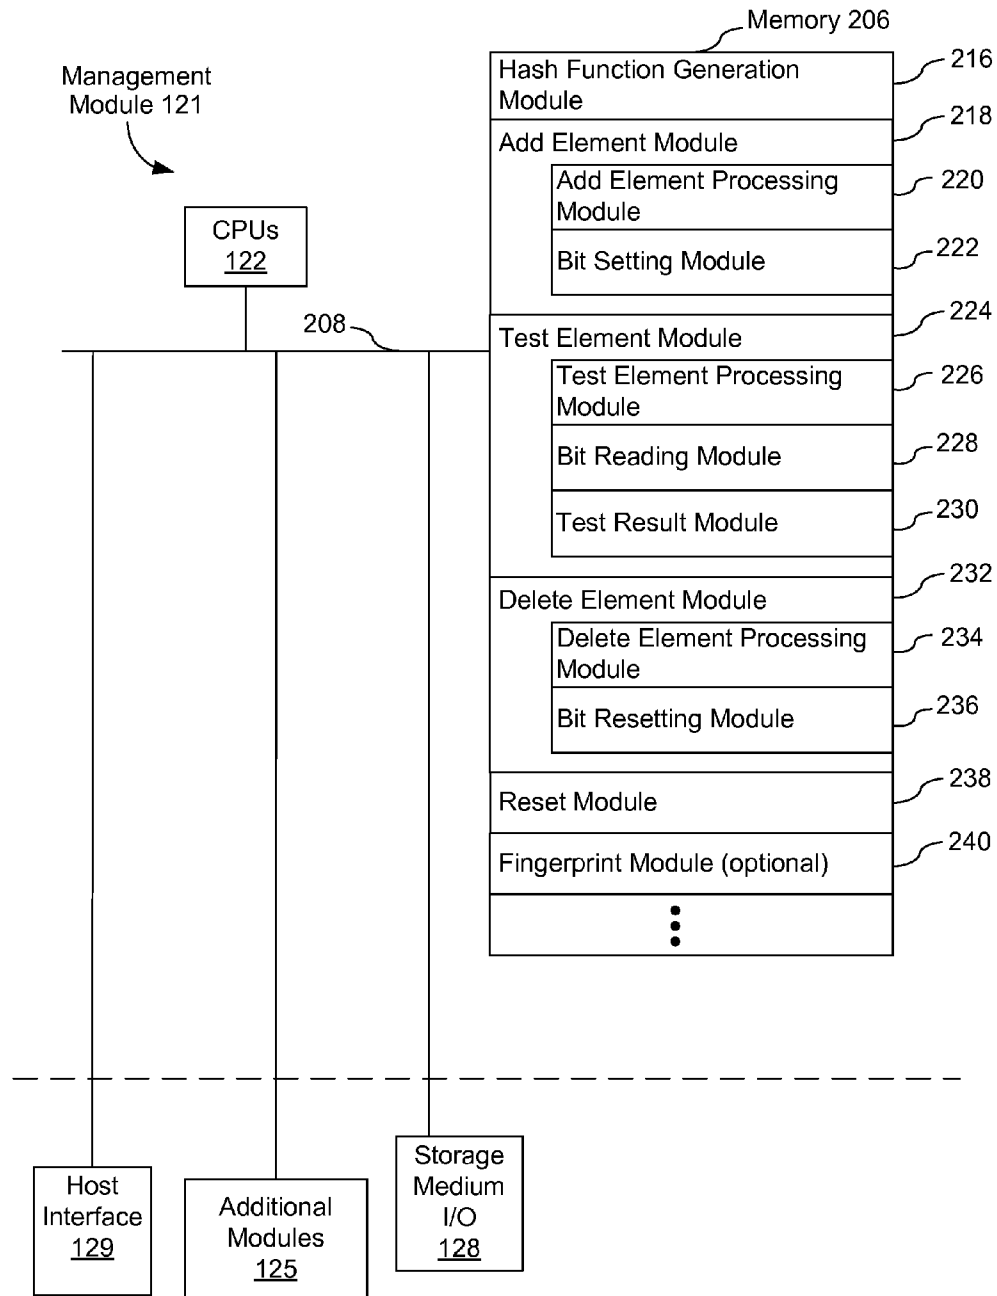 Memory 206
Management
Module 121
Hash Function Generation
Module
216
218
Add Element Module
Add Element Processing
Module
220
CPUs
122
Bit Setting Module
222
224
208
Test Element Module
Test Element Processing
Module
226
Bit Reading Module
228
Test Result Module
230
232
Delete Element Module
Delete Element Processing
Module
234
Bit Resetting Module
236
Reset Module
238
Fingerprint Module (optional)
240
Host
Interface
129
Additional
Modules
125
Storage
Medium
I/O
128